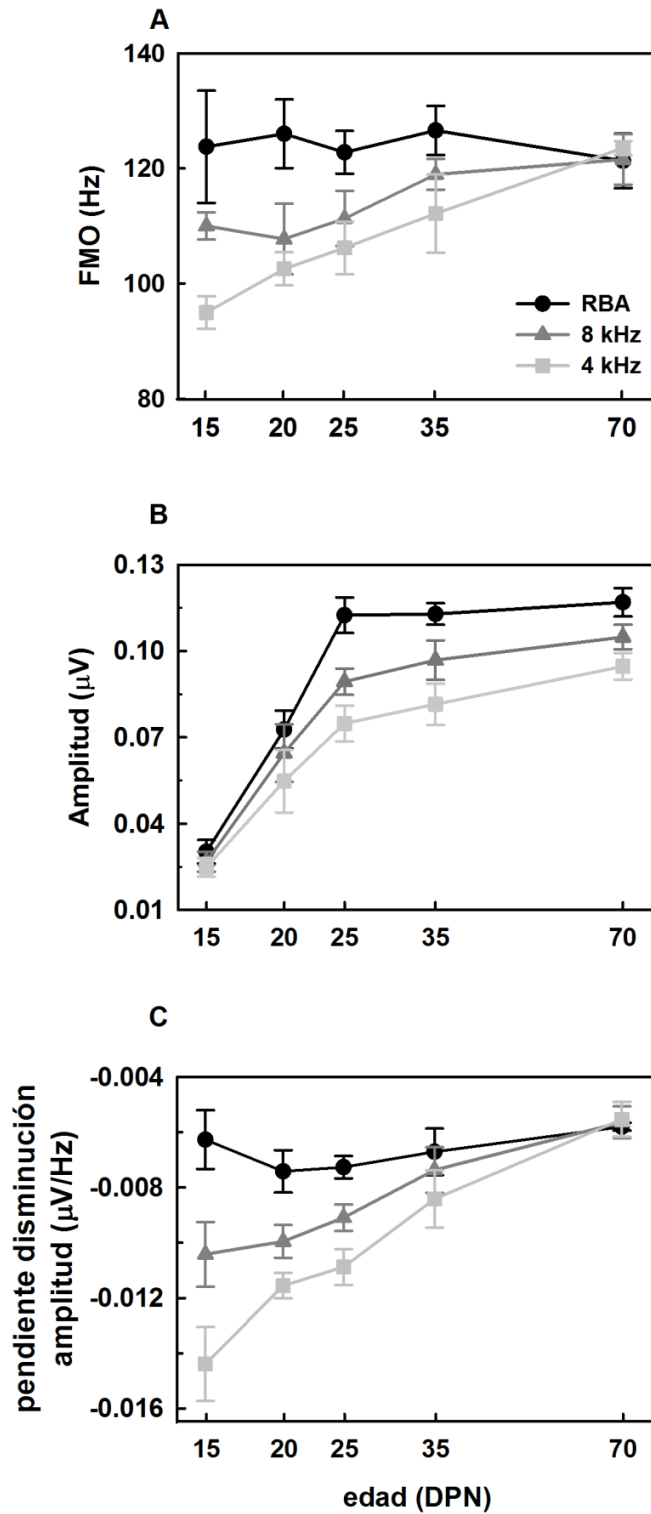 A
FMO (Hz)
140
120
100
80
RBA
8 kHz
4 kHz
15 20 25 35 70
B
Amplitud (µV)
0.13
0.10
0.07
0.04
0.01
15 20 25 35 70
C
pendiente disminución
amplitud (µV/Hz)
-0.004
-0.008
-0.012
-0.016
15 20 25 35 70
edad (DPN)